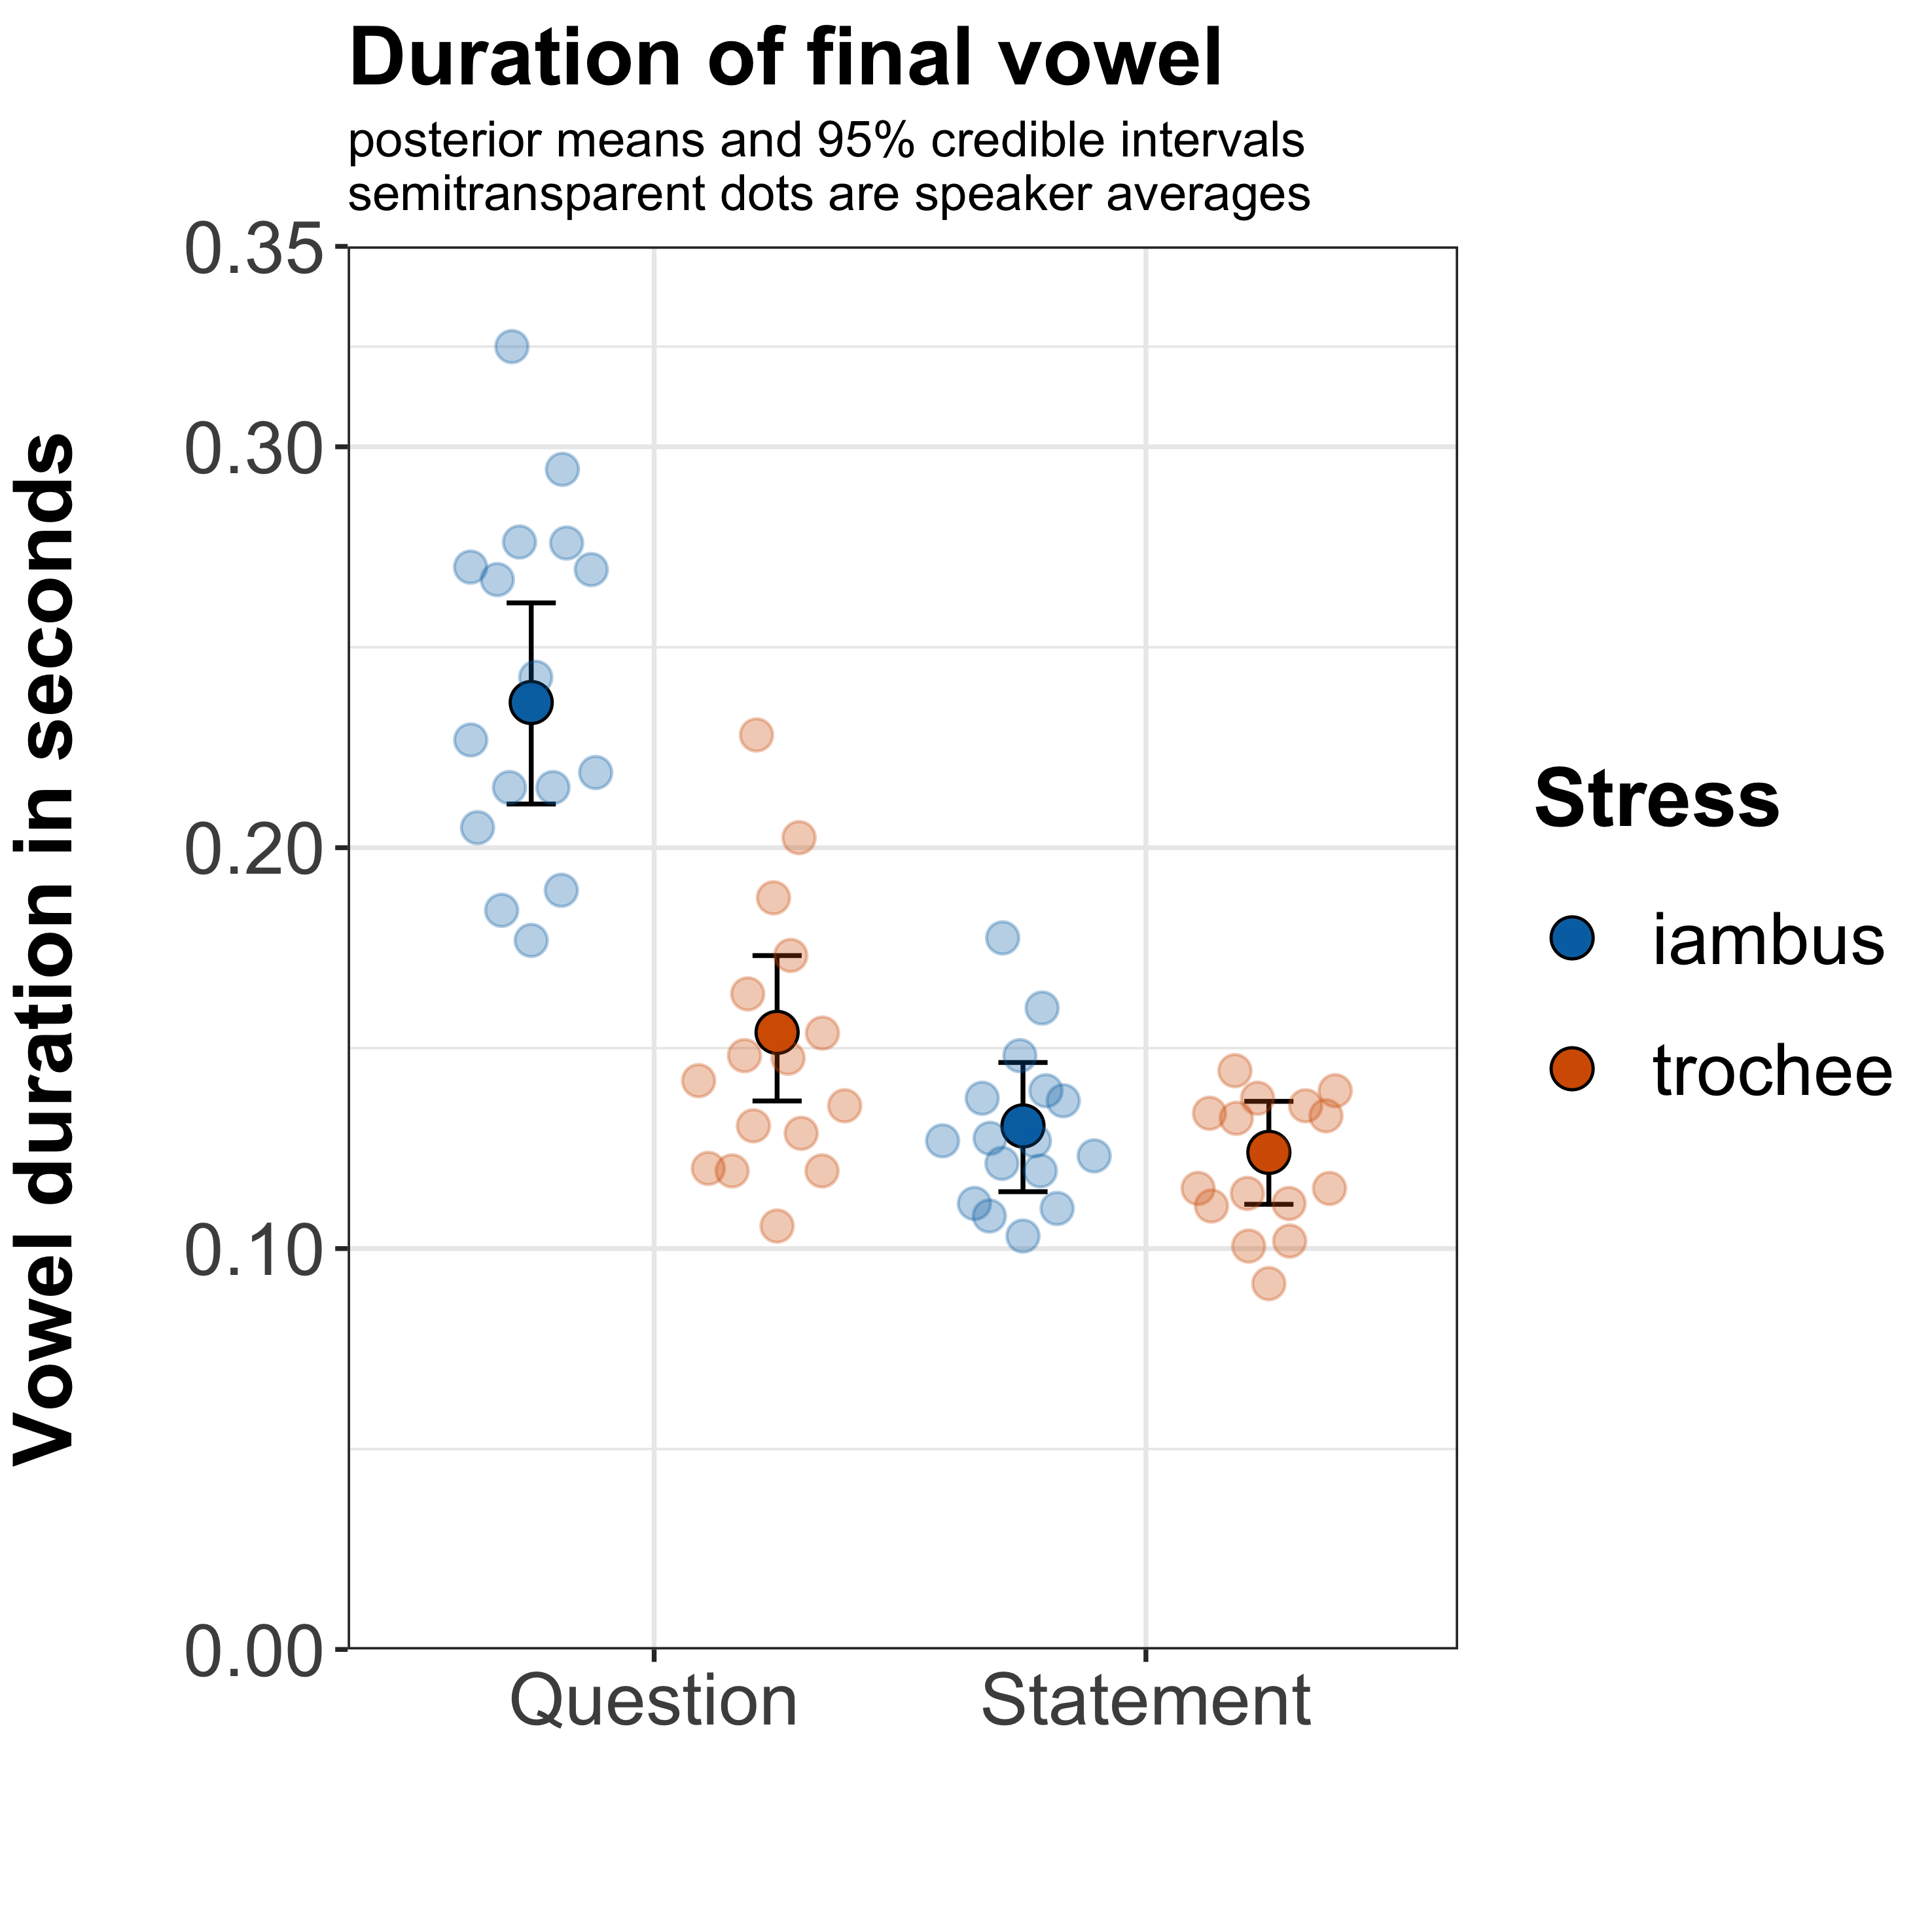 Duration of final vowel
posterior means and 95% credible intervals
semitransparent dots are speaker averages
Vowel duration in seconds
0.35
0.30
0.20
0.10
0.00
Question
Statement
Stress
iambus
trochee